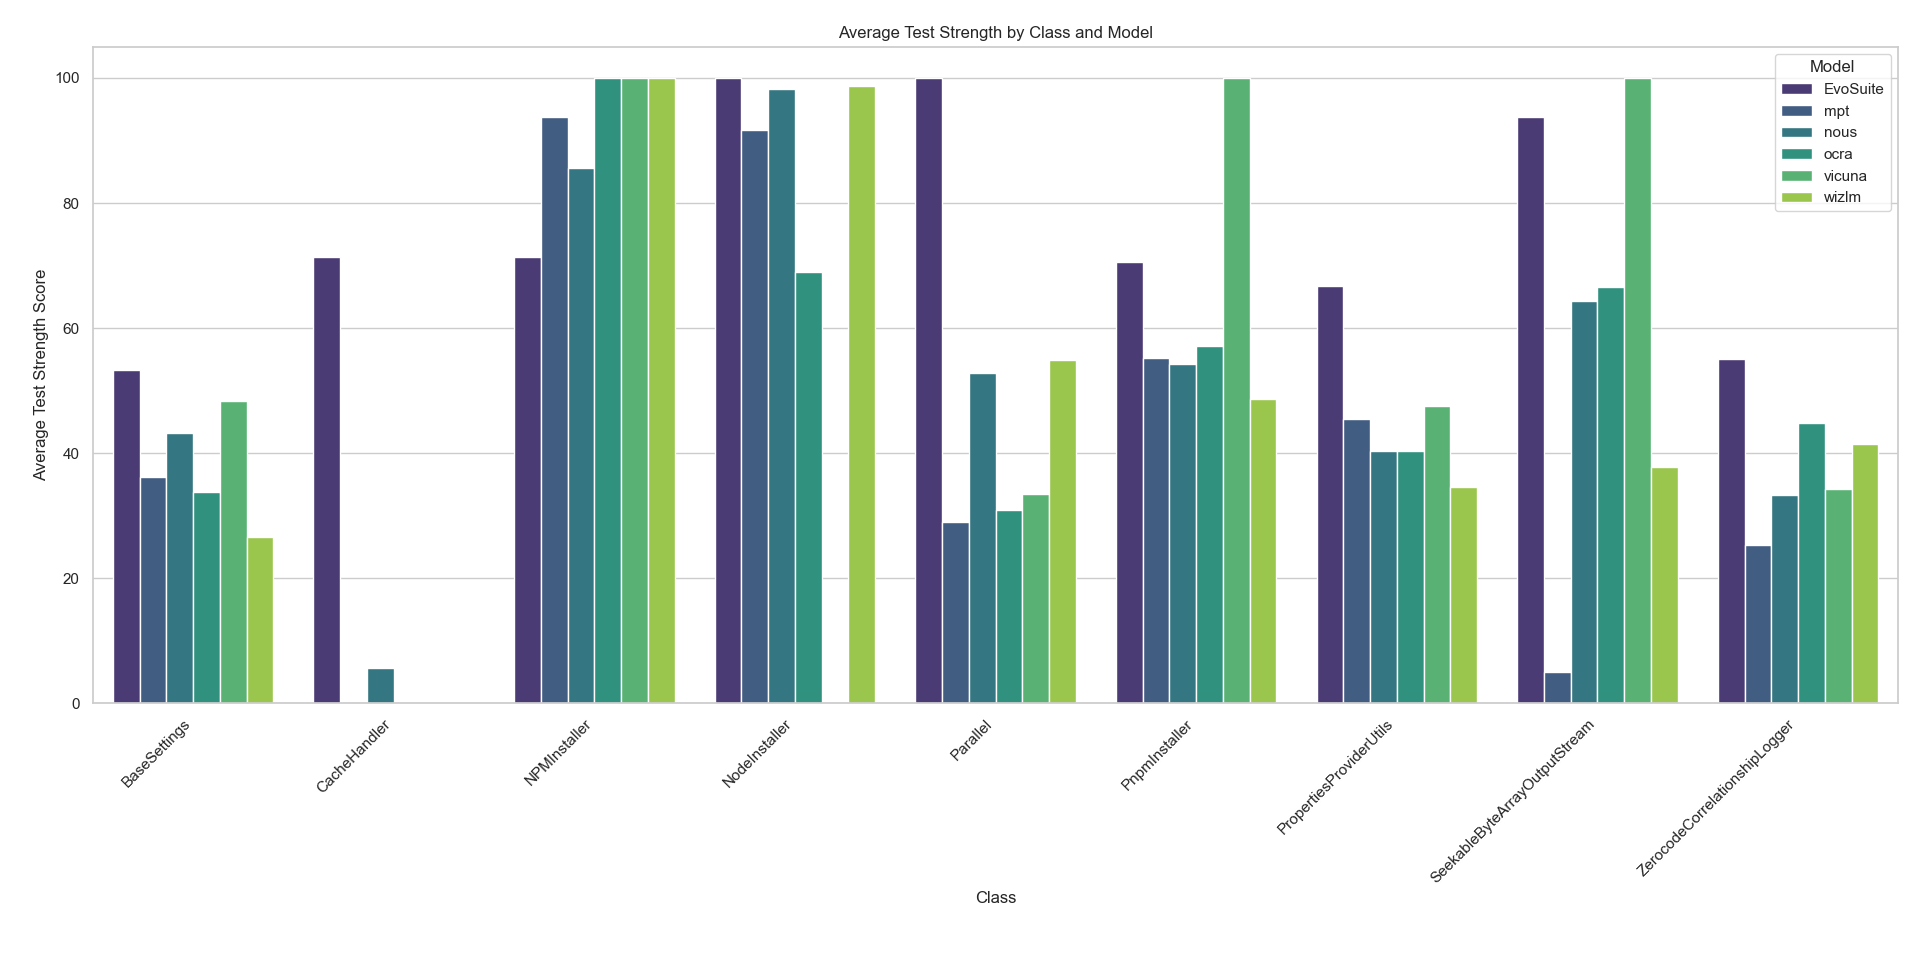 Average Test Strength by Class and Model
Model
EvoSuite
mpt
nous
ocra
vicuna
wizlm
Average Test Strength Score
100
80
60
40
20
0
BaseSettings
CacheHandler
NPMInstaller
NodeInstaller
Parallel
PnpmInstaller
PropertiesProviderUtils
SeekableByteArrayOutputStream
ZerocodeCorrelationshipLogger
Class